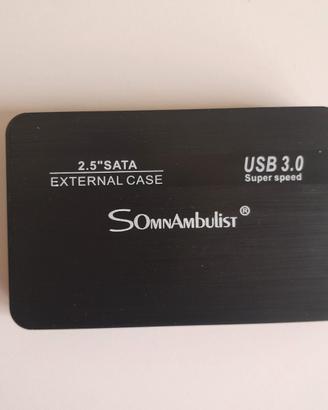 2.5"SATA
EXTERNAL CASE
USB 3.0
Super speed
SOmnAmbulist®